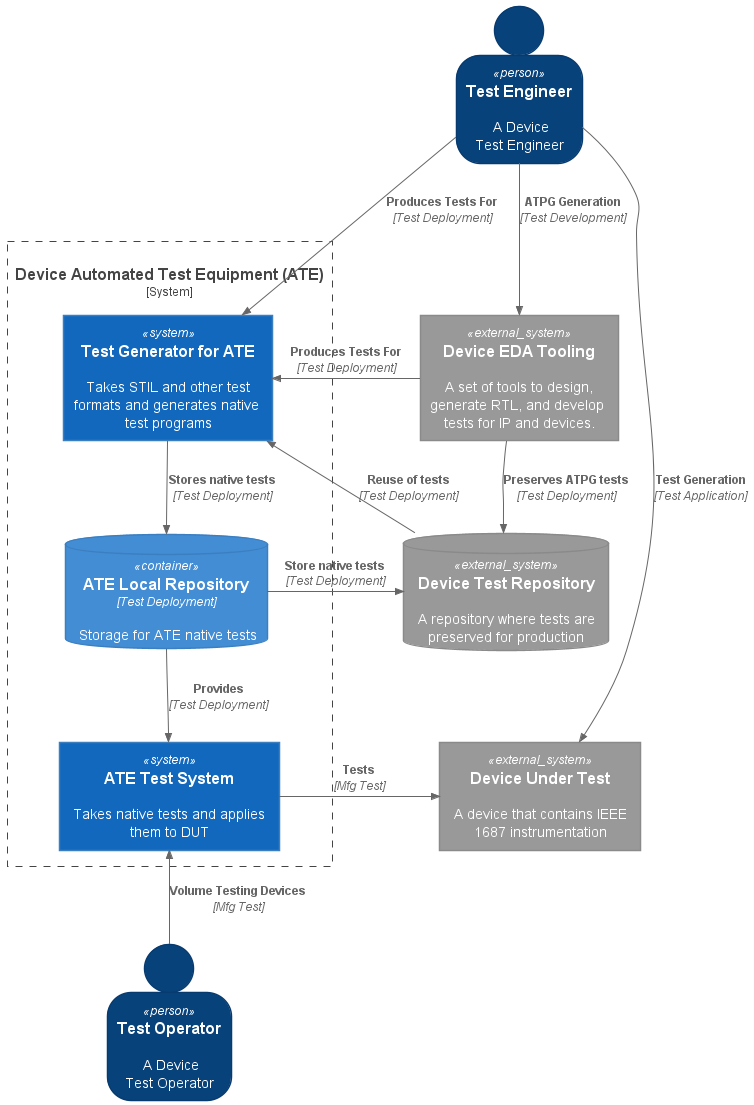 «person»
Test Engineer
A Device
Test Engineer
Produces Tests For
[Test Deployment]
ATPG Generation
[Test Development]
Device Automated Test Equipment (ATE)
[System]
«system»
Test Generator for ATE
Takes STIL and other test
formats and generates native
test programs
Produces Tests For
[Test Deployment]
«external_system»
Device EDA Tooling
A set of tools to design,
generate RTL, and develop
tests for IP and devices.
Stores native tests
[Test Deployment]
Reuse of tests
[Test Deployment]
Preserves ATPG tests
[Test Deployment]
Test Generation
[Test Application]
«container»
ATE Local Repository
[Test Deployment]
Storage for ATE native tests
Store native tests
[Test Deployment]
«external_system»
Device Test Repository
A repository where tests are
preserved for production
Provides
[Test Deployment]
«system»
ATE Test System
Takes native tests and applies
them to DUT
Tests
[Mfg Test]
«external_system»
Device Under Test
A device that contains IEEE
1687 instrumentation
Volume Testing Devices
[Mfg Test]
«person»
Test Operator
A Device
Test Operator